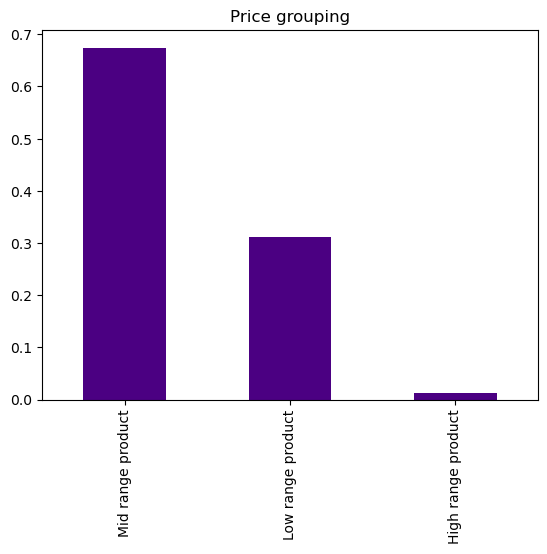 Price grouping
0.7
0.6
0.5
0.4
0.3
0.2
0.1
0.0
Mid range product
Low range product
High range product